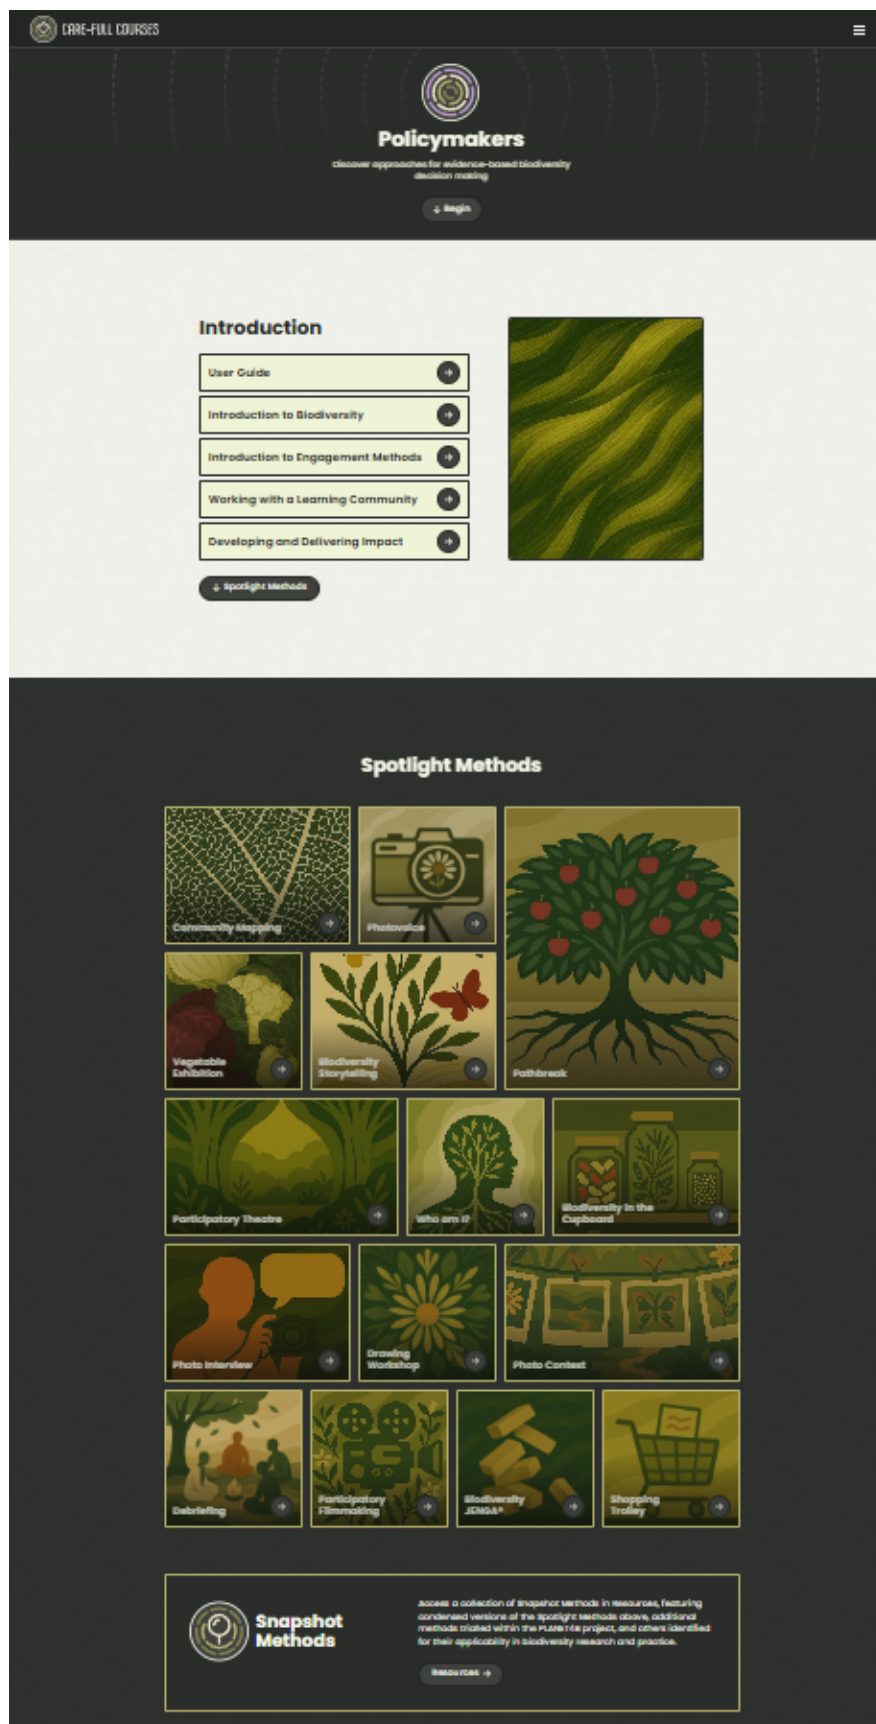 CARE-FULL COURSES
Policymakers
Discover approaches for evidence-based biodiversity
decision making
↓ Begin
Introduction
User Guide
Introduction to Biodiversity
Introduction to Engagement Methods
Working with a Learning Community
Developing and Delivering Impact
↓ Spotlight Methods
Spotlight Methods
Community Mapping
Photovoice
Vegetable
Exhibition
Biodiversity
Storytelling
Pathbreak
Participatory Theatre
Who am I?
Biodiversity in the
Cupboard
Photo Interview
Drawing
Workshop
Photo Contest
Debriefing
Participatory
Filmmaking
Biodiversity
JENGA®
Shopping
Trolley
Snapshot
Methods
Access a collection of Snapshot Methods in Resources, featuring
condensed versions of the Spotlight Methods above, additional
methods trialled within the PLANET4B project, and others identified
for their applicability in biodiversity research and practice.
Resources →